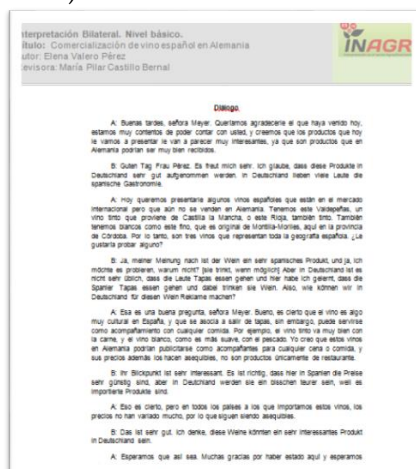 nterpretación Bilateral. Nivel básico.
ítulo: Comercialización de vino español en Alemania
utor: Elena Valero Pérez
evisora: María Pilar Castillo Bernal
INAGR
Diálogo.
A: Buenas tardes, señora Meyer. Queríamos agradecerle el que haya venido hoy,
estamos muy contentos de poder contar con usted, y creemos que los productos que hoy
le vamos a presentar le van a parecer muy interesantes, ya que son productos que en
Alemania podrían ser muy bien recibidos.
B: Guten Tag Frau Pérez. Es freut mich sehr. Ich glaube, dass diese Produkte in
Deutschland sehr gut aufgenommen werden. In Deutschland lieben viele Leute die
spanische Gastronomie.
A: Hoy queremos presentarle algunos vinos españoles que están en el mercado
internacional pero que aún no se venden en Alemania. Tenemos este Valdepeñas, un
vino tinto que proviene de Castilla la Mancha, o este Rioja, también tinto. También
tenemos blancos como este fino, que es original de Montilla-Moriles, aquí en la provincia
de Córdoba. Por lo tanto, son tres vinos que representan toda la geografía española. ¿Le
gustaría probar alguno?
B: Ja, meiner Meinung nach ist der Wein ein sehr spanisches Produkt, und ja, ich
möchte es probieren, warum nicht? [sie trinkt, wenn möglich] Aber in Deutschland ist es
nicht sehr üblich, dass die Leute Tapas essen gehen und hier habe ich gelernt, dass die
Spanier Tapas essen gehen und dabei trinken sie Wein. Also, wie können wir in
Deutschland für diesen Wein Reklame machen?
A: Esa es una buena pregunta, señora Meyer. Bueno, es cierto que el vino es algo
muy cultural en España, y que se asocia a salir de tapas, sin embargo, puede servirse
como acompañamiento con cualquier comida. Por ejemplo, el vino tinto va muy bien con
la carne, y el vino blanco, como es más suave, con el pescado. Yo creo que estos vinos
en Alemania podrían publicitarse como acompañantes para cualquier cena o comida, y
sus precios además los hacen asequibles, no son productos únicamente de restaurante.
B: Ihr Blickpunkt ist sehr interessant. Es ist richtig, dass hier in Spanien die Preise
sehr günstig sind, aber in Deutchland werden sie ein bisschen teurer sein, weil es
importierte Produkte sind.
A: Eso es cierto, pero en todos los países a los que importamos estos vinos, los
precios no han variado mucho, por lo que siguen siendo asequibles.
B: Das ist sehr gut. Ich denke, diese Weine könnten ein sehr interessantes Produkt
in Deutschland sein.
A: Esperamos que así sea. Muchas gracias por haber estado aquí y esperamos